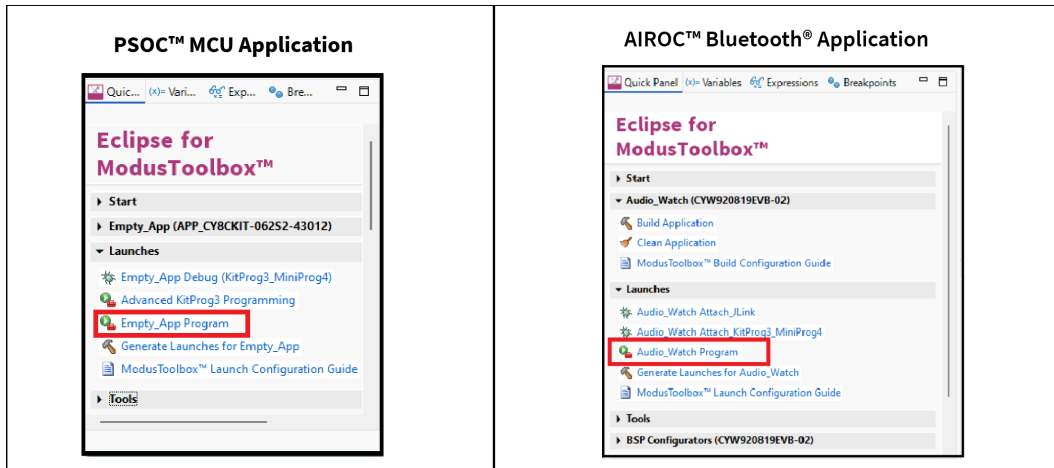 PSOC™ MCU Application
Quic... (x)= Vari... Exp... Bre...
Eclipse for
ModusToolbox™
Start
Empty_App (APP_CY8CKIT-062S2-43012)
Launches
Empty_App Debug (KitProg3_MiniProg4)
Advanced KitProg3 Programming
Empty_App Program
Generate Launches for Empty_App
ModusToolbox™ Launch Configuration Guide
Tools
AIROC™ Bluetooth® Application
Quick Panel (x)= Variables Expressions Breakpoints
Eclipse for
ModusToolbox™
Start
Audio_Watch (CYW920819EVB-02)
Build Application
Clean Application
ModusToolbox™ Build Configuration Guide
Launches
Audio_Watch Attach_JLink
Audio_Watch Attach_KitProg3_MiniProg4
Audio_Watch Program
Generate Launches for Audio_Watch
ModusToolbox™ Launch Configuration Guide
Tools
BSP Configurators (CYW920819EVB-02)